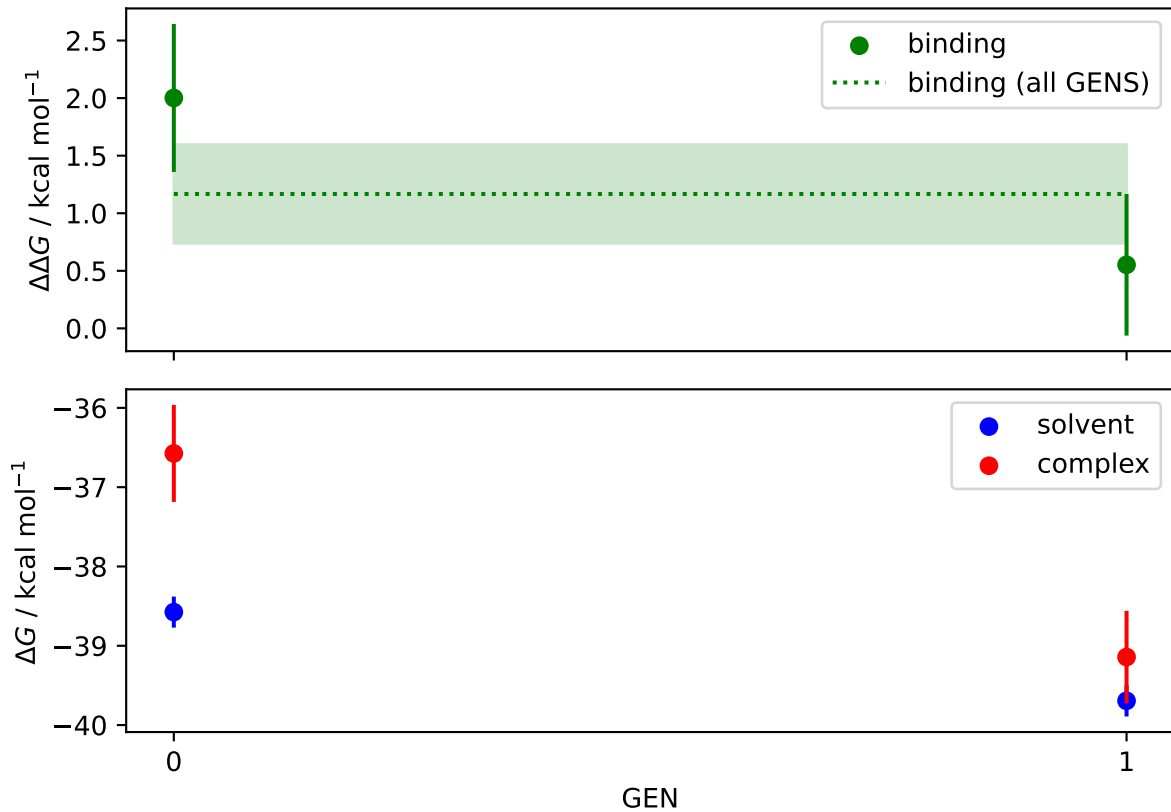 2.5
2.0
1.5
1.0
0.5
0.0
ΔΔG / kcal mol⁻¹
binding
binding (all GENS)
−36
−37
−38
−39
−40
ΔG / kcal mol⁻¹
solvent
complex
0
1
GEN